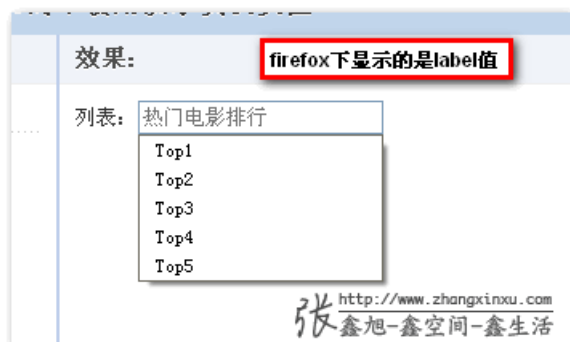 效果:
firefox下显示的是label值
列表:
热门电影排行
Top1
Top2
Top3
Top4
Top5
张
http://www.zhangxinxu.com
鑫旭-鑫空间-鑫生活